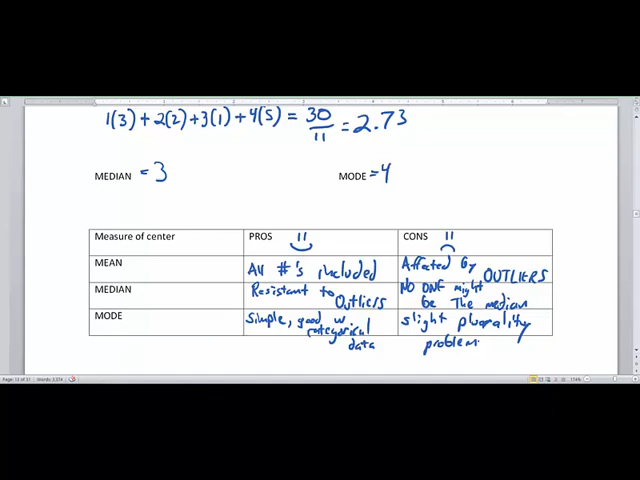 1(3) + 2(2) + 3(1) + 4(5) = 30/11 = 2.73
MEDIAN = 3 MODE = 4
Measure of center PROS CONS
MEAN All #'s included Affected by OUTLIERS
MEDIAN Resistant to Outliers NO ONE might be the median
MODE Simple, good w categorical data slight plurality problem